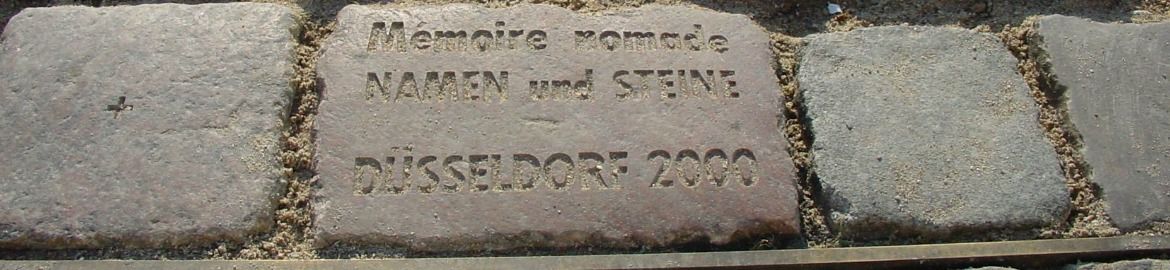 Mémoire nomade
NAMEN und STEINE
DÜSSELDORF 2000